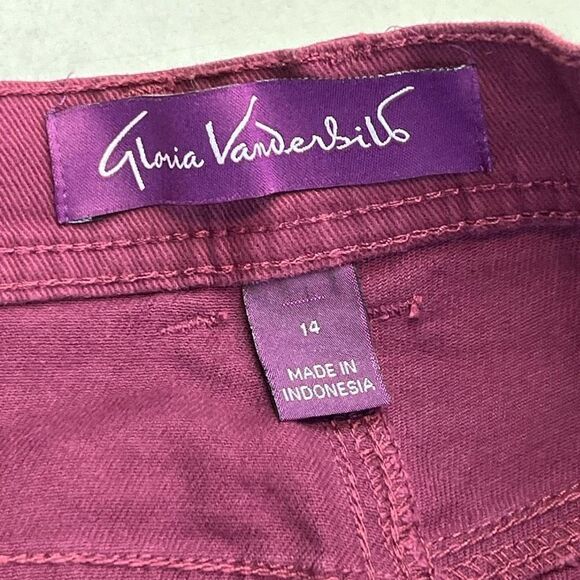 Gloria Vanderbilt
14
MADE IN
INDONESIA